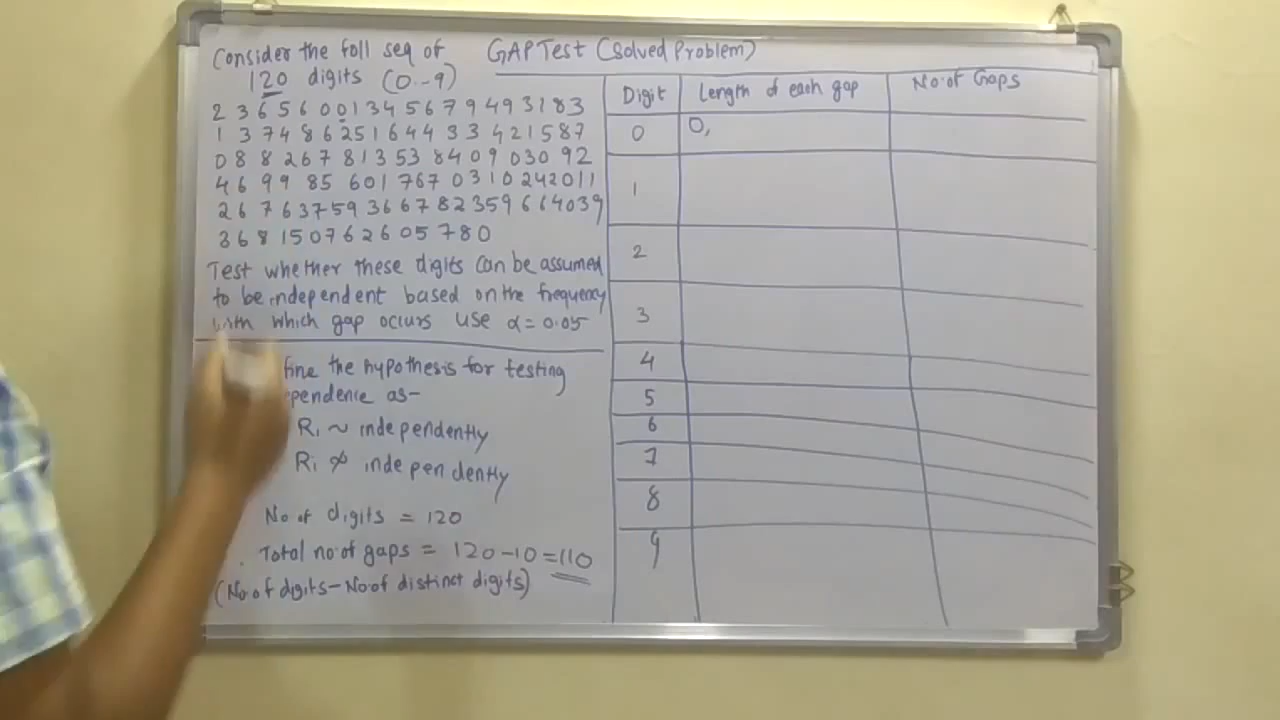 Consider the foll seq of
120 digits (0--9)
GAP Test (Solved Problem)
2 3 6 5 6 0 0 1 3 4 5 6 7 9 4 9 3 1 8 3
1 3 7 4 8 6 2 5 1 6 4 4 3 3 4 2 1 5 8 7
0 8 8 2 6 7 8 1 3 5 3 8 4 0 9 0 3 0 9 2
4 6 9 9 8 5 6 0 1 7 6 7 0 3 1 0 2 4 2 0 1 1
2 6 7 6 3 7 5 9 3 6 6 7 8 2 3 5 9 6 6 4 0 3 9
3 6 8 1 5 0 7 6 2 6 0 5 7 8 0
Test whether these digits can be assumed
to be independent based on the frequency
with which gap occurs use α = 0.05
fine the hypothesis for testing
pendence as-
Ri ~ independently
Ri ≁ independently
No of digits = 120
Total no of gaps = 120-10 = 110
(No of digits - No of distinct digits)
Digit Length of each gap No of Gaps
0 0,
1
2
3
4
5
6
7
8
9